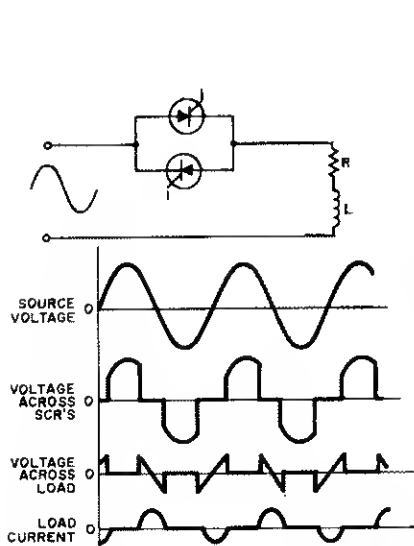 R
L
SOURCE
VOLTAGE
0
VOLTAGE
ACROSS
SCR'S
0
VOLTAGE
ACROSS
LOAD
0
LOAD
CURRENT
0